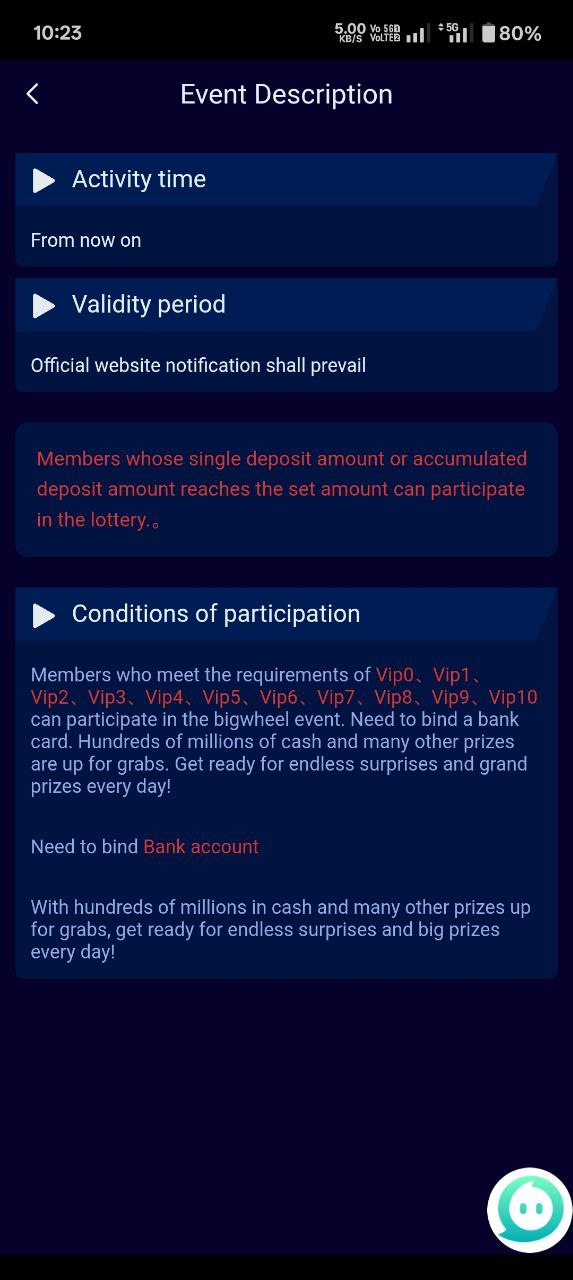 10:23
5.00 KB/S Vo 5G VoLTE2 5G 80%
Event Description
Activity time
From now on
Validity period
Official website notification shall prevail
Members whose single deposit amount or accumulated
deposit amount reaches the set amount can participate
in the lottery.。
Conditions of participation
Members who meet the requirements of Vip0、Vip1、
Vip2、Vip3、Vip4、Vip5、Vip6、Vip7、Vip8、Vip9、Vip10
can participate in the bigwheel event. Need to bind a bank
card. Hundreds of millions of cash and many other prizes
are up for grabs. Get ready for endless surprises and grand
prizes every day!
Need to bind Bank account
With hundreds of millions in cash and many other prizes up
for grabs, get ready for endless surprises and big prizes
every day!